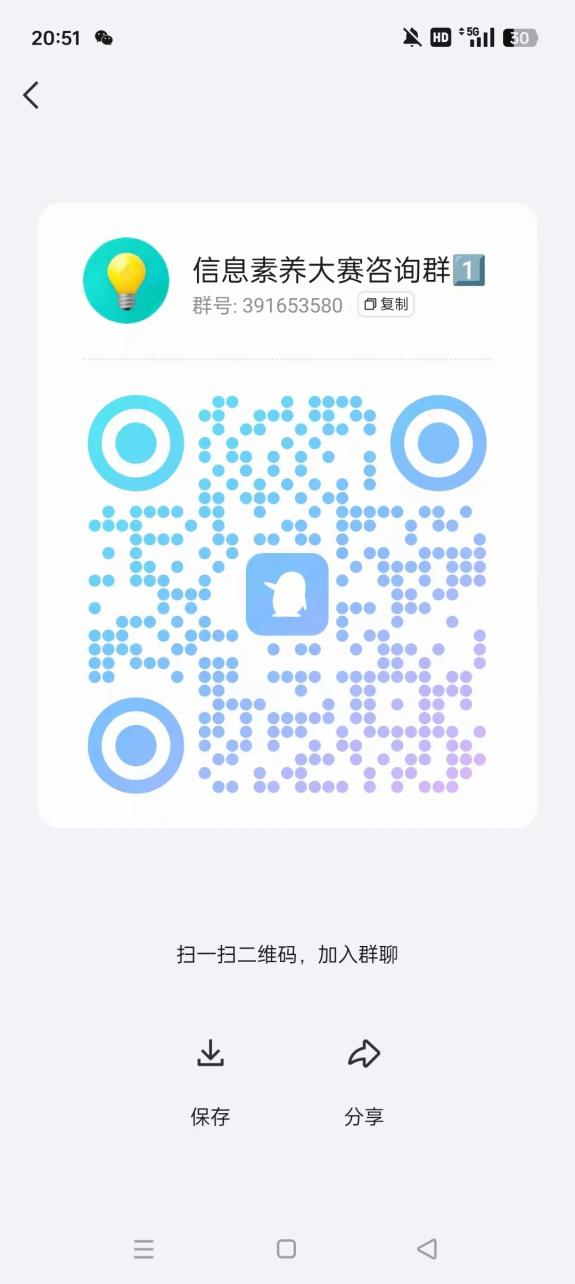 20:51 HD 5G 30
信息素养大赛咨询群1️⃣
群号: 391653580 复制
扫一扫二维码，加入群聊
保存 分享